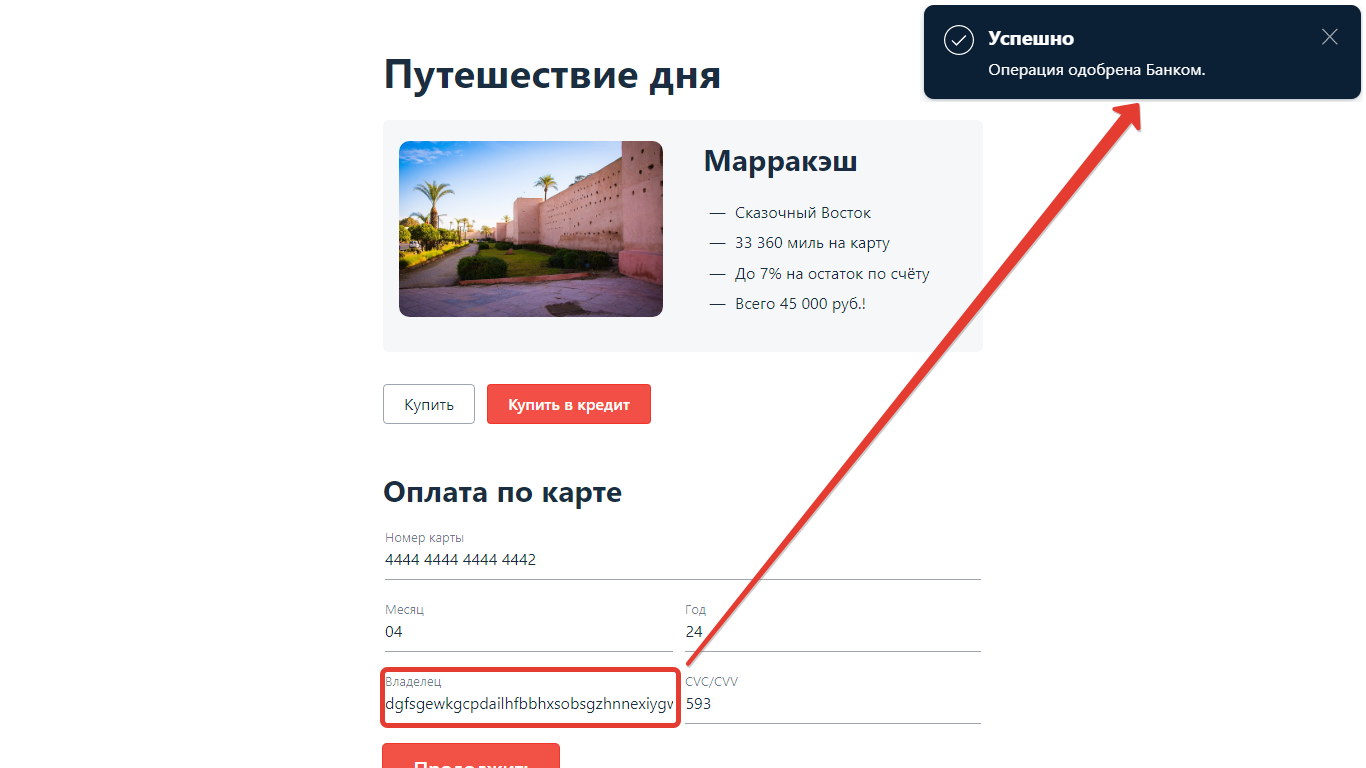 Успешно
Операция одобрена Банком.
Путешествие дня
Марракэш
— Сказочный Восток
— 33 360 миль на карту
— До 7% на остаток по счёту
— Всего 45 000 руб.!
Купить Купить в кредит
Оплата по карте
Номер карты
4444 4444 4444 4442
Месяц Год
04 24
Владелец CVC/CVV
dgfsgewkgcpdailhfbbhxsobsgzhnnexiygw 593
Продолжить